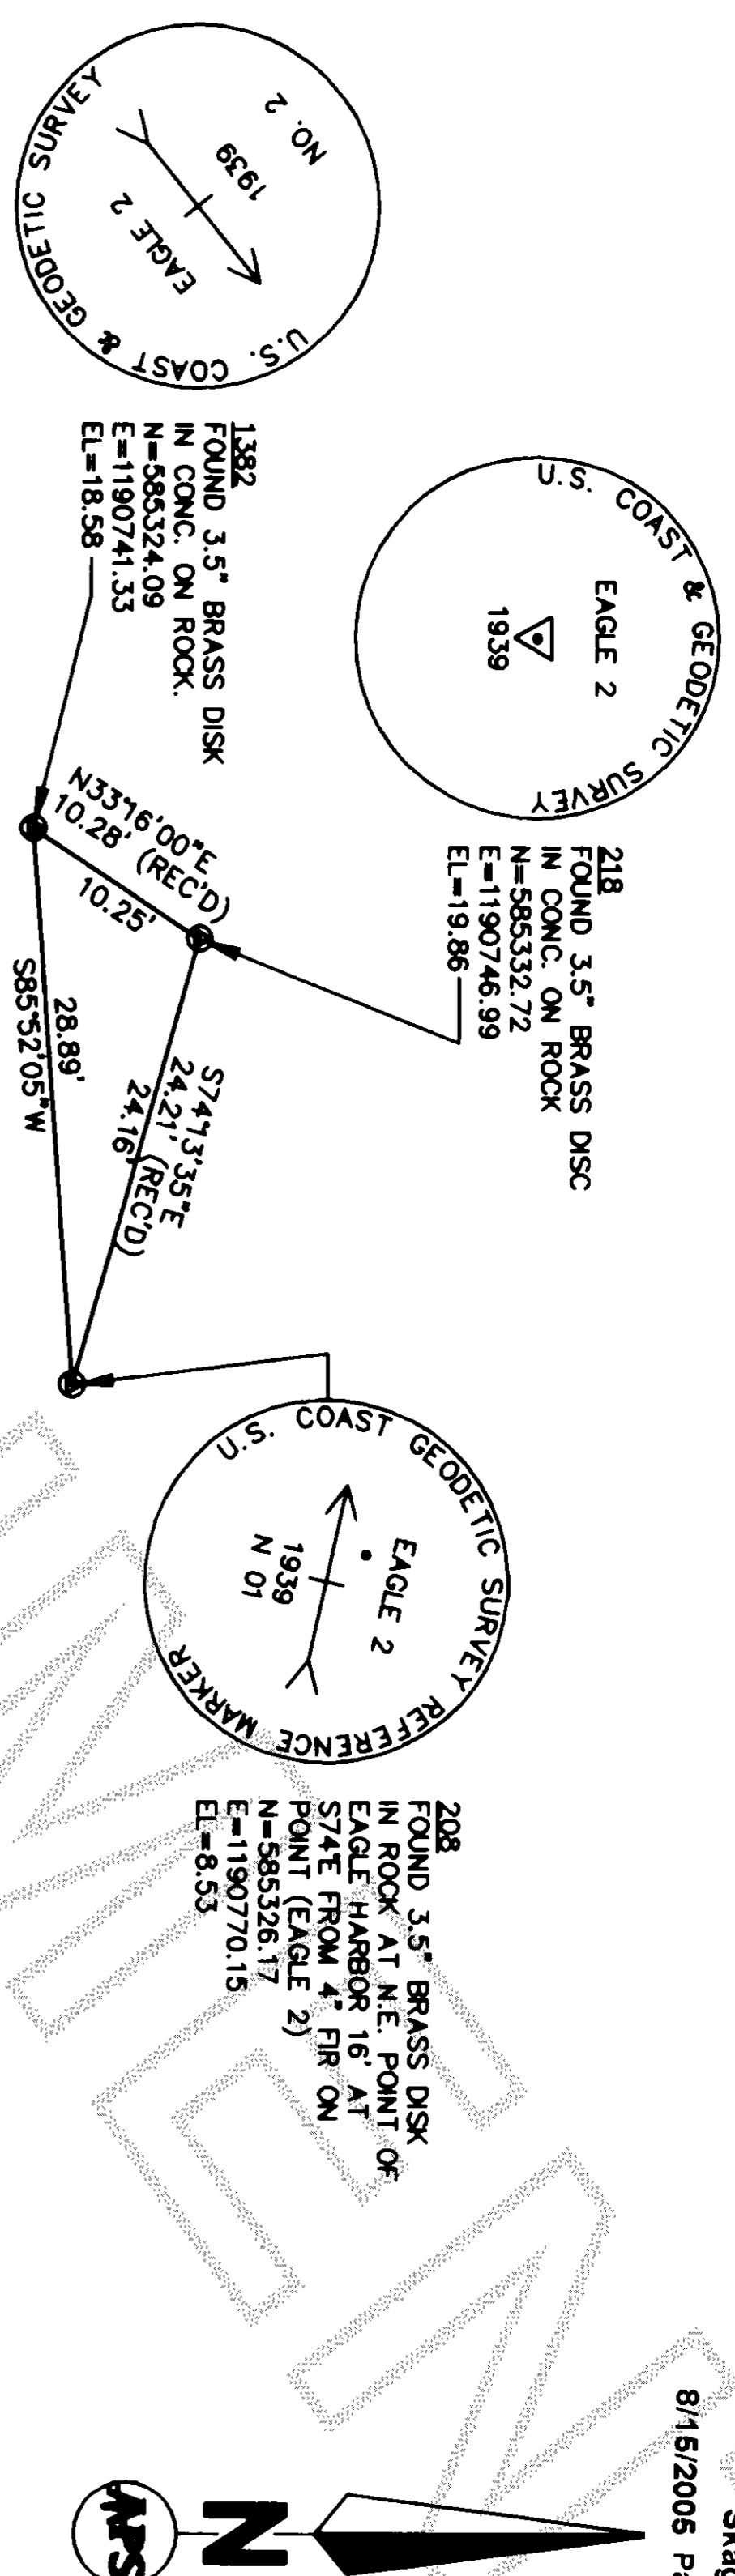 U.S. COAST & GEODETIC SURVEY
NO. 2
1939
EAGLE 2
1382
FOUND 3.5" BRASS DISK
IN CONC. ON ROCK.
N=585324.09
E=1190741.33
EL=18.58
U.S. COAST & GEODETIC SURVEY
EAGLE 2
1939
218
FOUND 3.5" BRASS DISC
IN CONC. ON ROCK
N=585332.72
E=1190746.99
EL=19.86
N33°16'00"E
10.28' (REC'D)
10.25'
S74°13'35"E
24.21' (REC'D)
24.16'
28.89'
S85°52'05"W
U.S. COAST GEODETIC SURVEY REFERENCE MARKER
EAGLE 2
1939
N 01
208
FOUND 3.5" BRASS DISK
IN ROCK AT N.E. POINT OF
EAGLE HARBOR 16' AT
S74°E FROM 4" FIR ON
POINT (EAGLE 2)
N=585326.17
E=1190770.15
EL=8.53
8/15/2005
N
APS